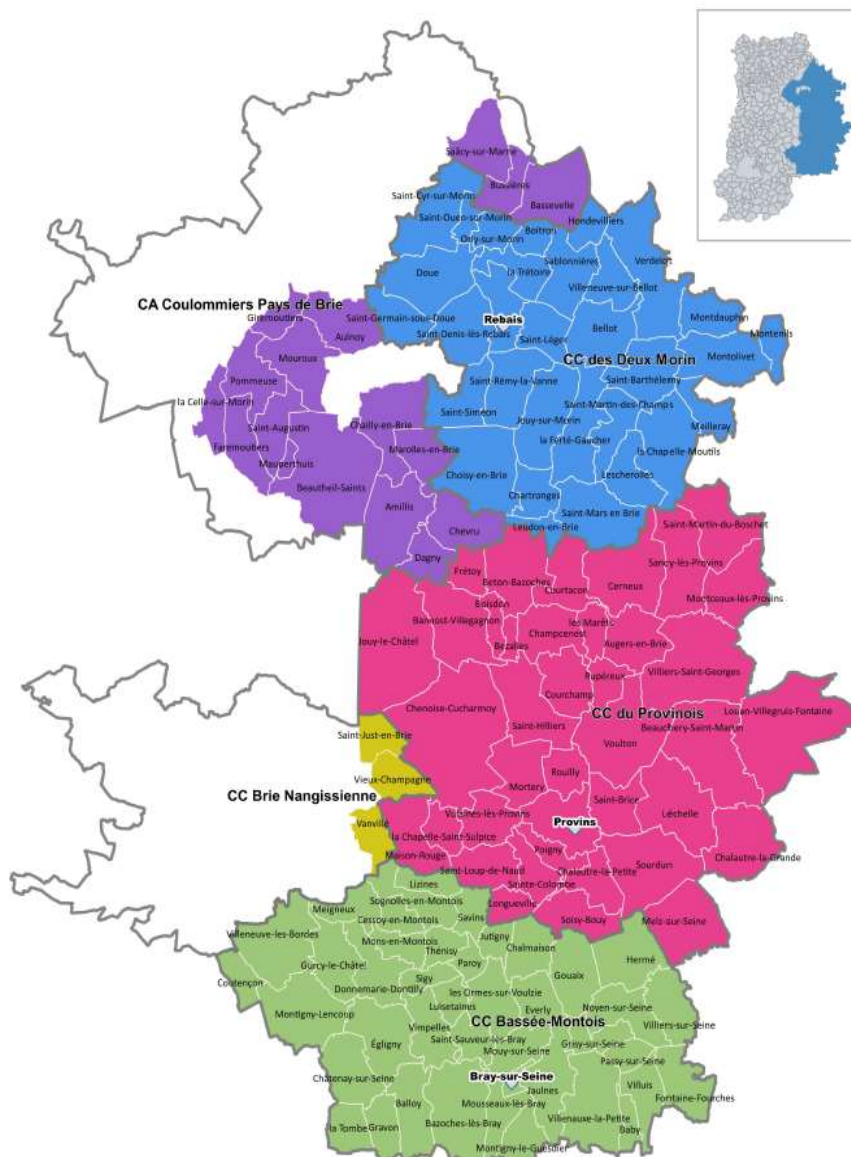 Saâcy-sur-Marne
Bussières
Bassevelle
Saint-Cyr-sur-Morin
Saint-Ouen-sur-Morin
Hondevilliers
Boitron
Orly-sur-Morin
Verdelot
Sablonnières
Doue
la Trétoire
Villeneuve-sur-Bellot
CA Coulommiers Pays de Brie
Giremoutiers
Saint-Germain-sous-Doue
Rebais
Montdauphin
Aulnoy
Saint-Denis-lès-Rebais
Bellot
Montenils
Saint-Léger
Mouroux
CC des Deux Morin
Montolivet
Pommeuse
Saint-Rémy-la-Vanne
Saint-Barthélemy
la Celle-sur-Morin
Saint-Siméon
Saint-Martin-des-Champs
Chailly-en-Brie
Jouy-sur-Morin
Meilleray
Saint-Augustin
la Ferté-Gaucher
Faremoutiers
Marolles-en-Brie
la Chapelle-Moutils
Mauperthuis
Choisy-en-Brie
Lescherolles
Beautheil-Saints
Chartronges
Amillis
Saint-Mars en Brie
Chevru
Leudon-en-Brie
Saint-Martin-du-Boschet
Dagny
Sancy-lès-Provins
Frétoy
Beton-Bazoches
Courtacon
Cerneux
Montceaux-lès-Provins
Boisdon
Bannost-Villegagnon
les Marêts
Champcenest
Jouy-le-Châtel
Bezalles
Augers-en-Brie
Rupéreux
Villiers-Saint-Georges
Courchamp
Chenoise-Cucharmoy
CC du Provinois
Louan-Villegruis-Fontaine
Saint-Hilliers
Beauchery-Saint-Martin
Saint-Just-en-Brie
Voulton
Rouilly
Vieux-Champagne
Mortery
CC Brie Nangissienne
Saint-Brice
Vulaines-lès-Provins
Léchelle
Vanvillé
Provins
la Chapelle-Saint-Sulpice
Poigny
Maison-Rouge
Sourdun
Chalautre-la-Grande
Saint-Loup-de-Naud
Chalautre-la-Petite
Lizines
Sainte-Colombe
Sognolles-en-Montois
Longueville
Meigneux
Cessoy-en-Montois
Savins
Soisy-Bouy
Melz-sur-Seine
Villeneuve-les-Bordes
Mons-en-Montois
Jutigny
Thénisy
Chalmaison
Paroy
Hermé
Gurcy-le-Châtel
Gouaix
Coutençon
Sigy
Donnemarie-Dontilly
les Ormes-sur-Voulzie
Luisetaines
Everly
Noyen-sur-Seine
Montigny-Lencoup
Vimpelles
CC Bassée-Montois
Villiers-sur-Seine
Saint-Sauveur-lès-Bray
Égligny
Mouy-sur-Seine
Grisy-sur-Seine
Passy-sur-Seine
Châtenay-sur-Seine
Bray-sur-Seine
Villuis
Jaulnes
Fontaine-Fourches
Balloy
Mousseaux-lès-Bray
la Tombe
Gravon
Bazoches-lès-Bray
Villenauxe-la-Petite
Baby
Montigny-le-Guesdier